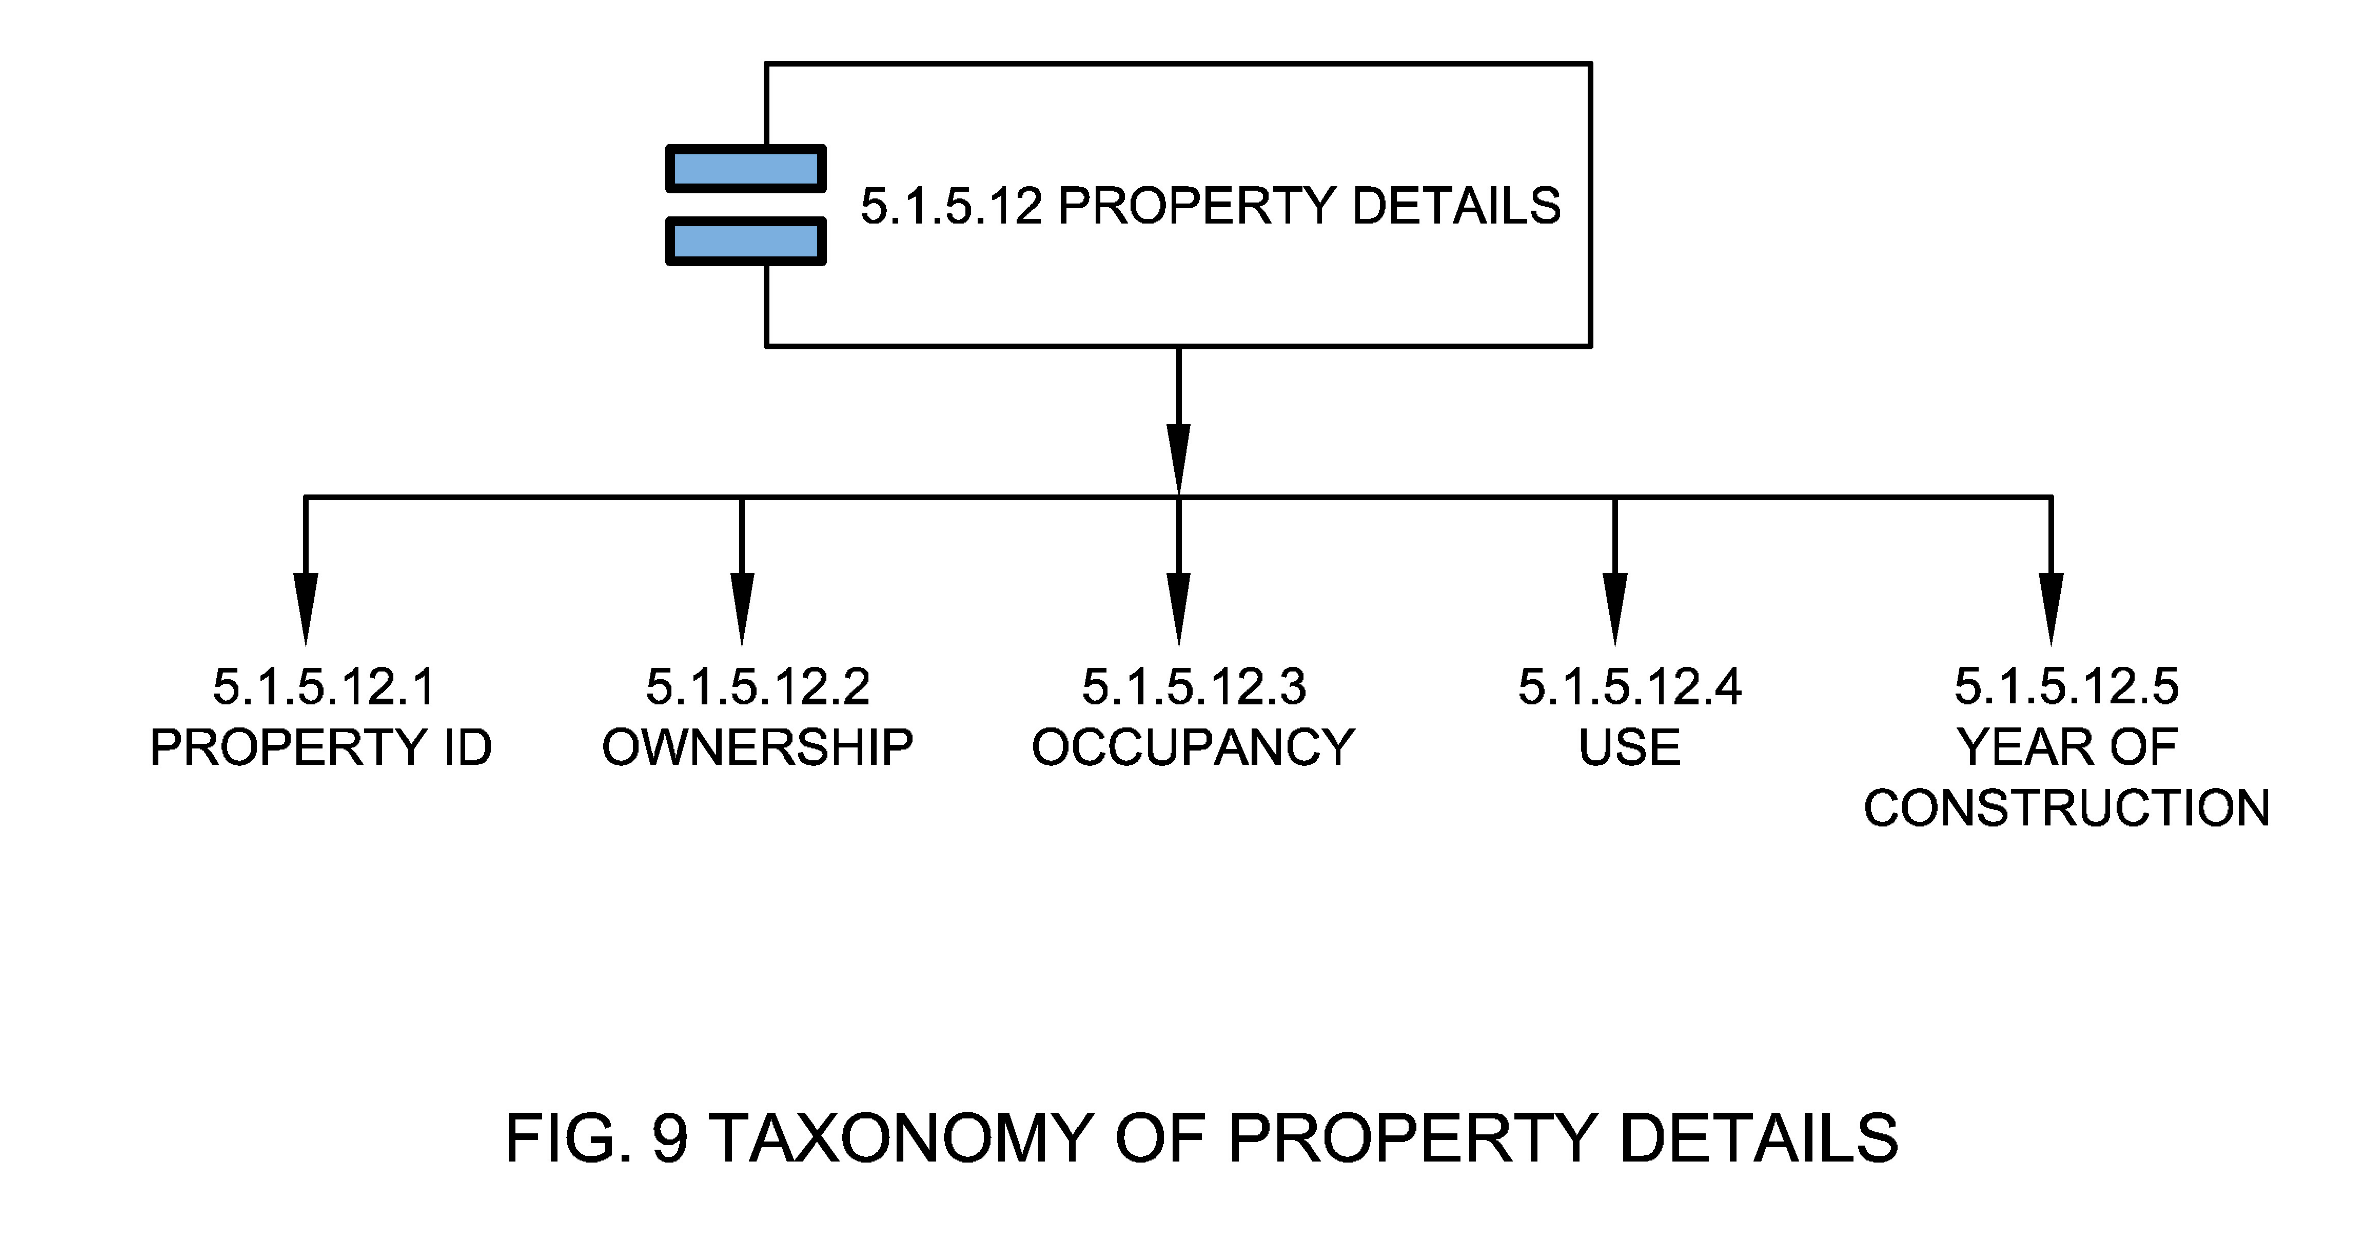 5.1.5.12 PROPERTY DETAILS
5.1.5.12.1
PROPERTY ID
5.1.5.12.2
OWNERSHIP
5.1.5.12.3
OCCUPANCY
5.1.5.12.4
USE
5.1.5.12.5
YEAR OF
CONSTRUCTION
FIG. 9 TAXONOMY OF PROPERTY DETAILS